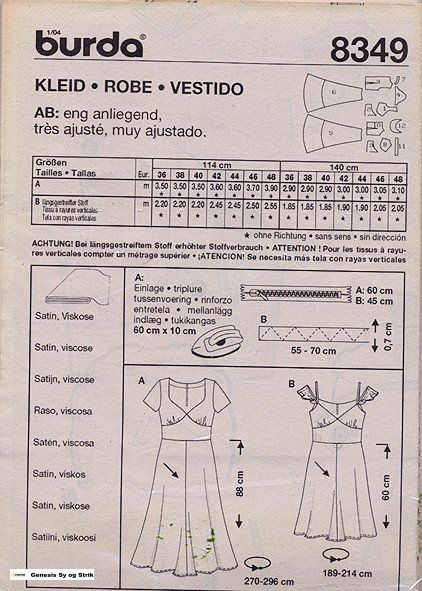 1/04
burda® 8349
KLEID • ROBE • VESTIDO
AB: eng anliegend,
très ajusté, muy ajustado.
Größen
Tailles • Tallas Eur.
114 cm 140 cm
36 38 40 42 44 46 48 36 38 40 42 44 46 48
A m 3.50 3.50 3.50 3.60 3.60 3.70 3.90 2.90 2.90 2.90 3.00 3.00 3.05 3.10
★ ★ ★ ★ ★ ★ ★ ★ ★ ★ ★ ★ ★ ★
B längsgestreifter Stoff m 2.20 2.20 2.20 2.45 2.45 2.50 2.55 1.85 1.85 1.85 1.90 1.90 2.05 2.05
Tissu à rayures verticales ★ ★ ★ ★ ★ ★ ★ ★ ★ ★ ★ ★ ★ ★
Tela con rayas verticales
★ ohne Richtung • sans sens • sin dirección
ACHTUNG! Bei längsgestreiftem Stoff erhöhter Stoffverbrauch • ATTENTION ! Pour les tissus à rayu-
res verticales compter un métrage supérieur • ¡ATENCION! Se necesita más tela con rayas verticales
Satin, Viskose
Satin, viscose
Satijn, viscose
Raso, viscosa
Satén, viscosa
Satin, viskos
Satin, viskose
Satiini, viskoosi
A:
Einlage • triplure
tussenvoering • rinforzo
entretela • mellanlägg
indlæg • tukikangas
60 cm x 10 cm
A: 60 cm
B: 45 cm
55 - 70 cm
0,7 cm
A
88 cm
270-296 cm
B
60 cm
189-214 cm
Genesis Sy og Strik